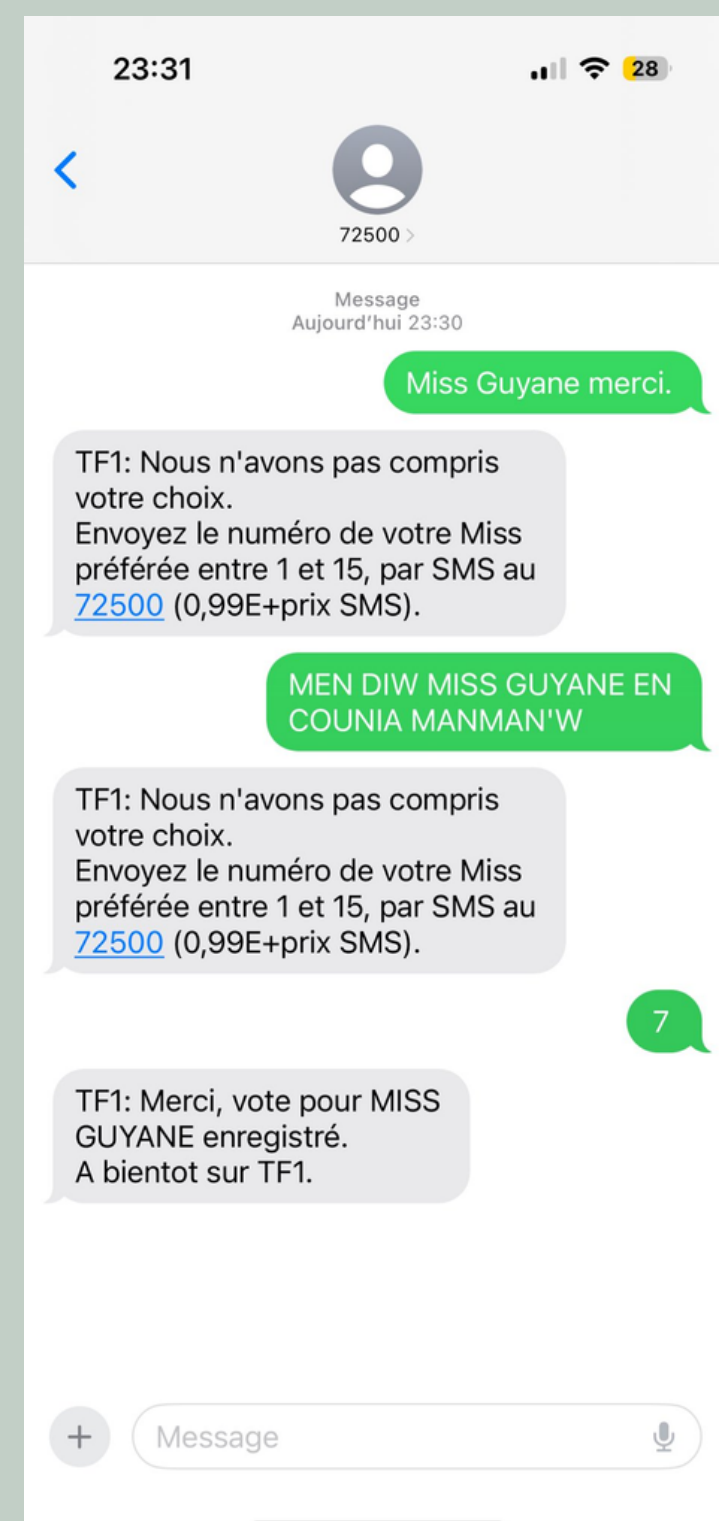 23:31
28
72500
Message
Aujourd'hui 23:30
Miss Guyane merci.
TF1: Nous n'avons pas compris
votre choix.
Envoyez le numéro de votre Miss
préférée entre 1 et 15, par SMS au
72500 (0,99E+prix SMS).
MEN DIW MISS GUYANE EN
COUNIA MANMAN'W
TF1: Nous n'avons pas compris
votre choix.
Envoyez le numéro de votre Miss
préférée entre 1 et 15, par SMS au
72500 (0,99E+prix SMS).
7
TF1: Merci, vote pour MISS
GUYANE enregistré.
A bientot sur TF1.
Message